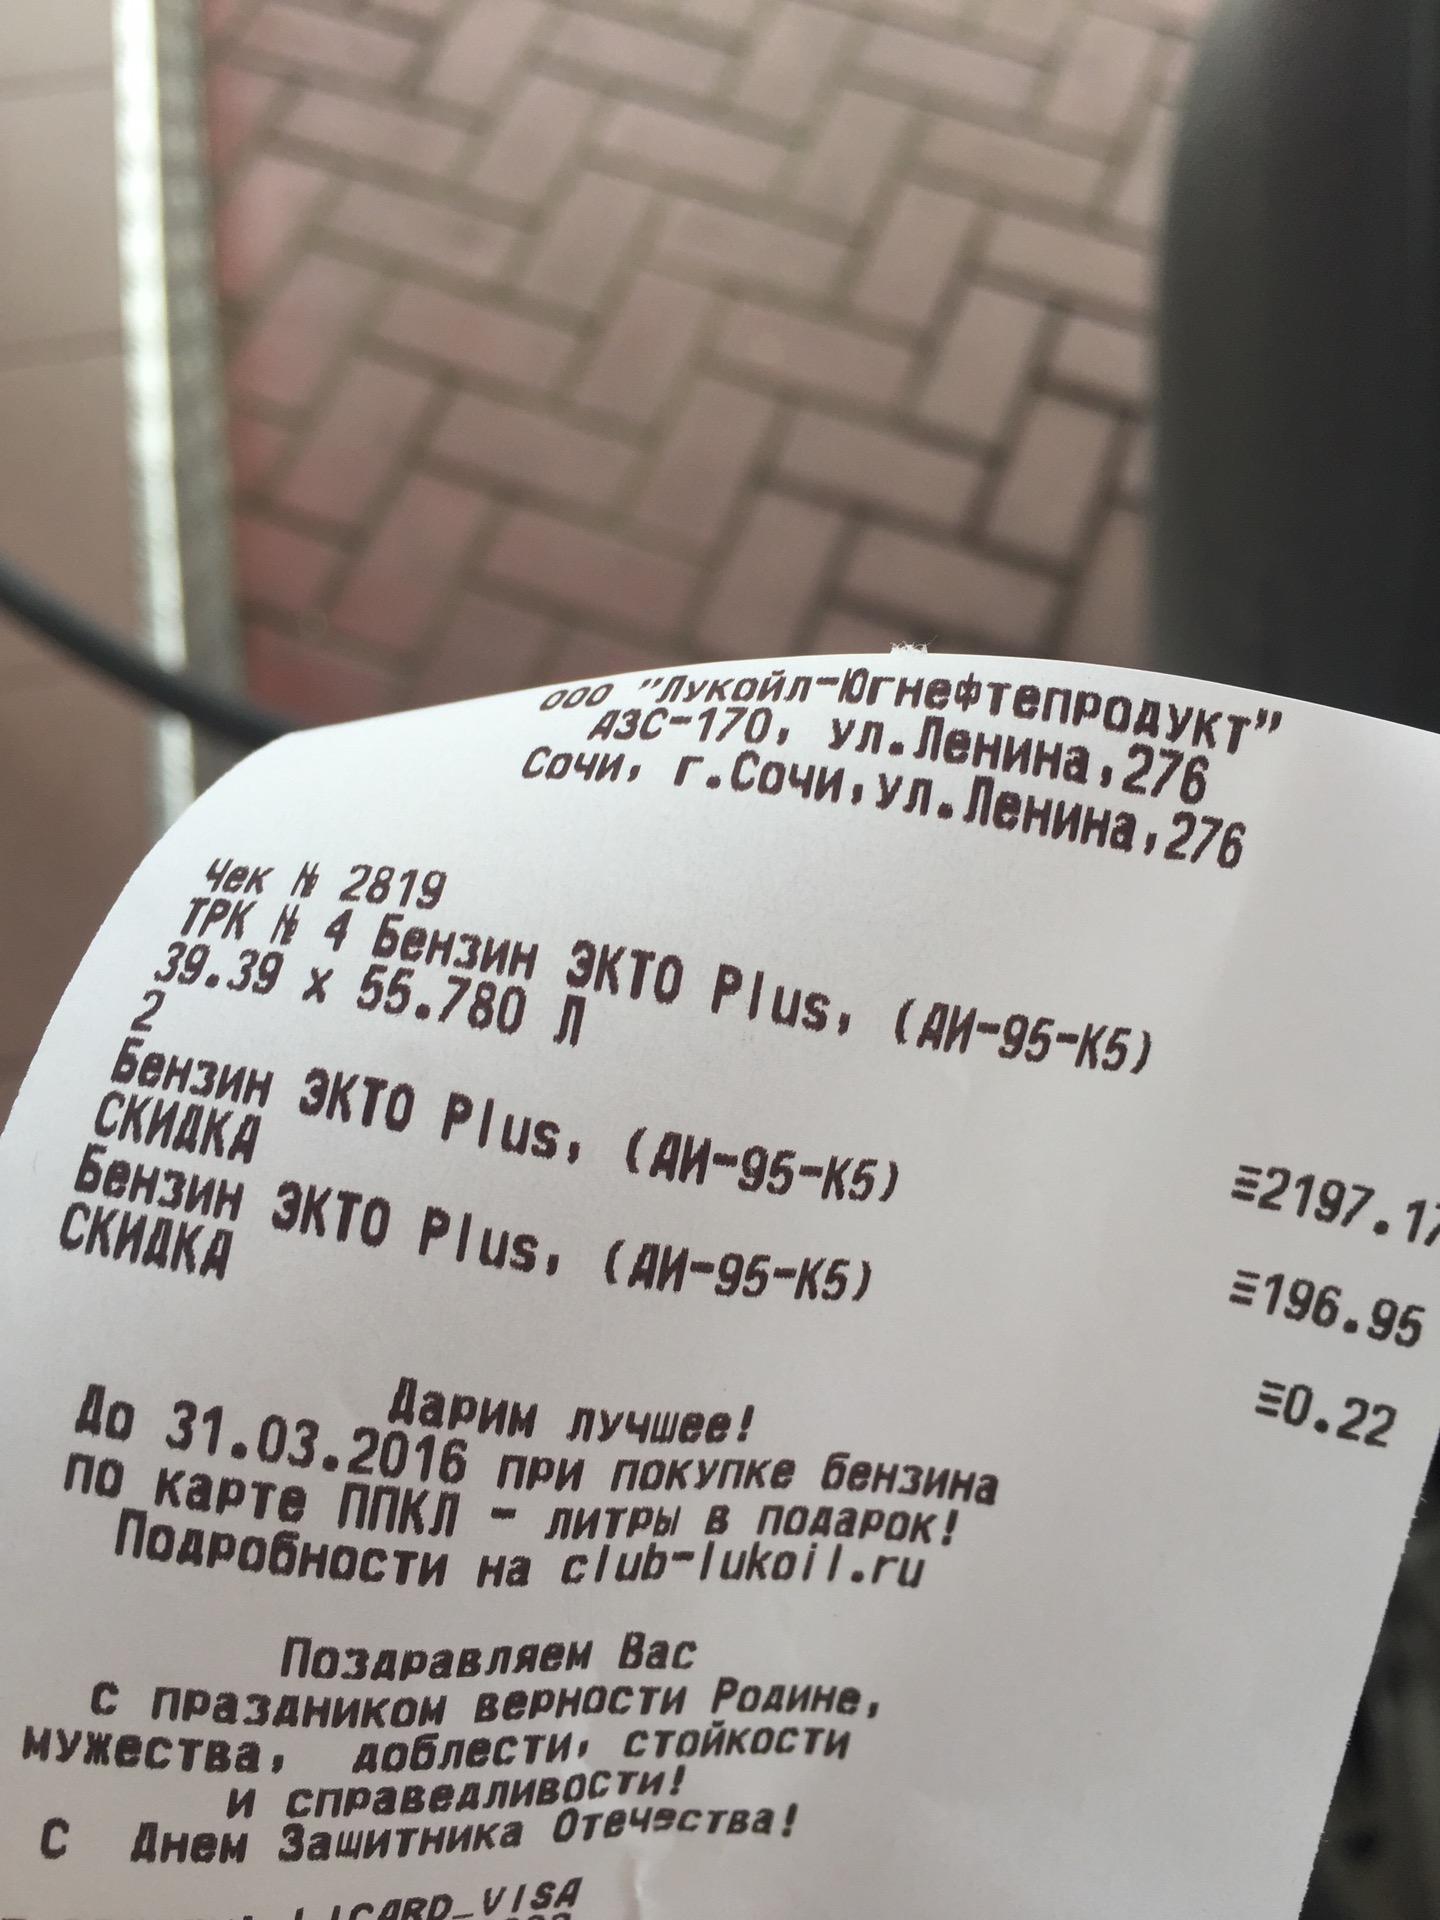 ООО "Лукойл-Югнефтепродукт"
АЗС-170, ул.Ленина,276
Сочи, г.Сочи,ул.Ленина,276
Чек № 2819
ТРК № 4 Бензин ЭКТО Plus, (АИ-95-К5)
39.39 x 55.780 Л
2
≡2197.17
Бензин ЭКТО Plus, (АИ-95-К5)
СКИДКА
≡196.95
Бензин ЭКТО Plus, (АИ-95-К5)
СКИДКА
≡0.22
Дарим лучшее!
До 31.03.2016 при покупке бензина
по карте ППКЛ - литры в подарок!
Подробности на club-lukoil.ru
Поздравляем Вас
с праздником верности Родине,
мужества, доблести, стойкости
и справедливости!
С Днем Защитника Отечества!
LICARD_VISA